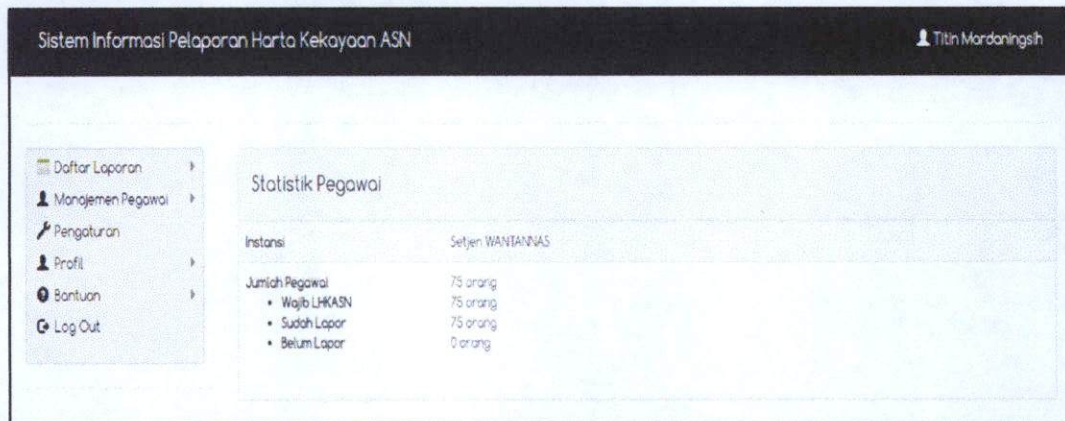 Sistem Informasi Pelaporan Harta Kekayaan ASN
Titin Mardaningsih
Daftar Laporan
Manajemen Pegawai
Pengaturan
Profil
Bantuan
Log Out
Statistik Pegawai
Instansi Setjen WANTANNAS
Jumlah Pegawai 75 orang
• Wajib LHKASN 75 orang
• Sudah Lapor 75 orang
• Belum Lapor 0 orang